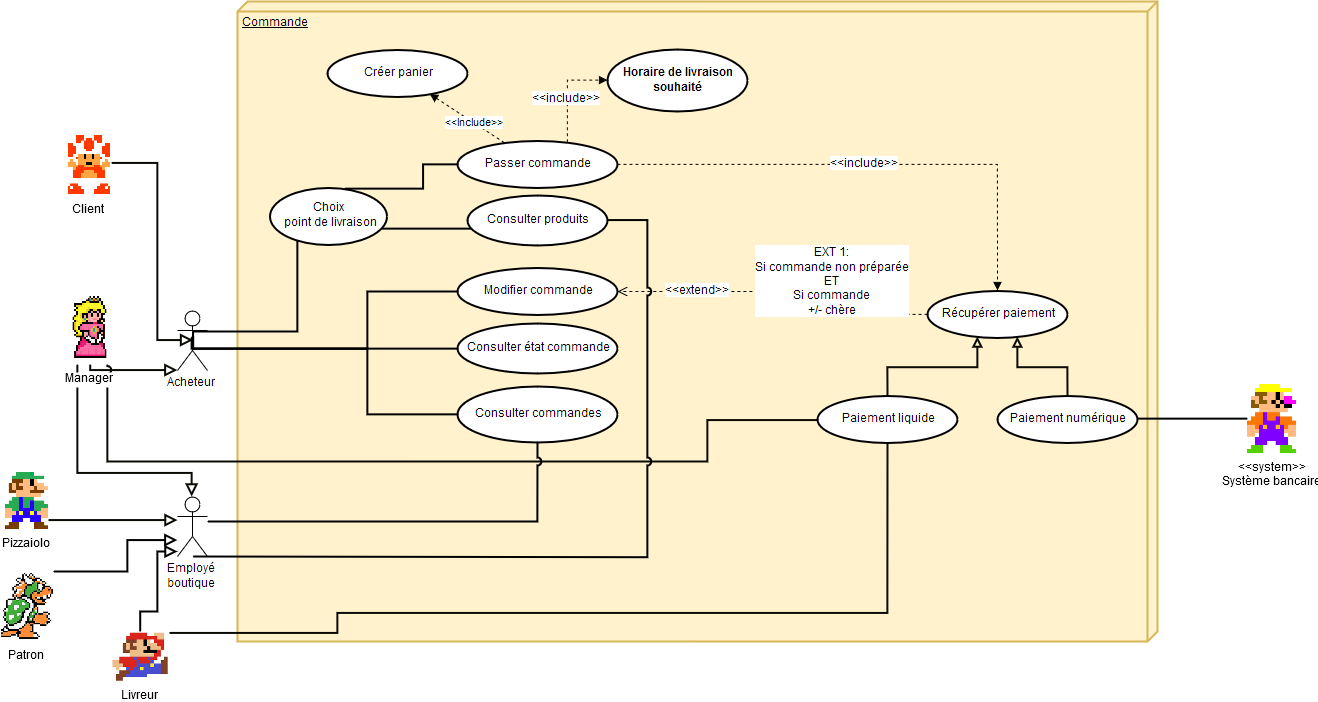 Commande
Créer panier
Horaire de livraison
souhaité
<<include>>
<<Include>>
Passer commande
<<include>>
Client
Choix
point de livraison
Consulter produits
EXT 1:
Si commande non préparée
ET
Si commande
+/- chère
<<extend>>
Modifier commande
Récupérer paiement
Consulter état commande
Manager
Acheteur
Consulter commandes
Paiement liquide
Paiement numérique
<<system>>
Système bancaire
Pizzaiolo
Employé
boutique
Patron
Livreur